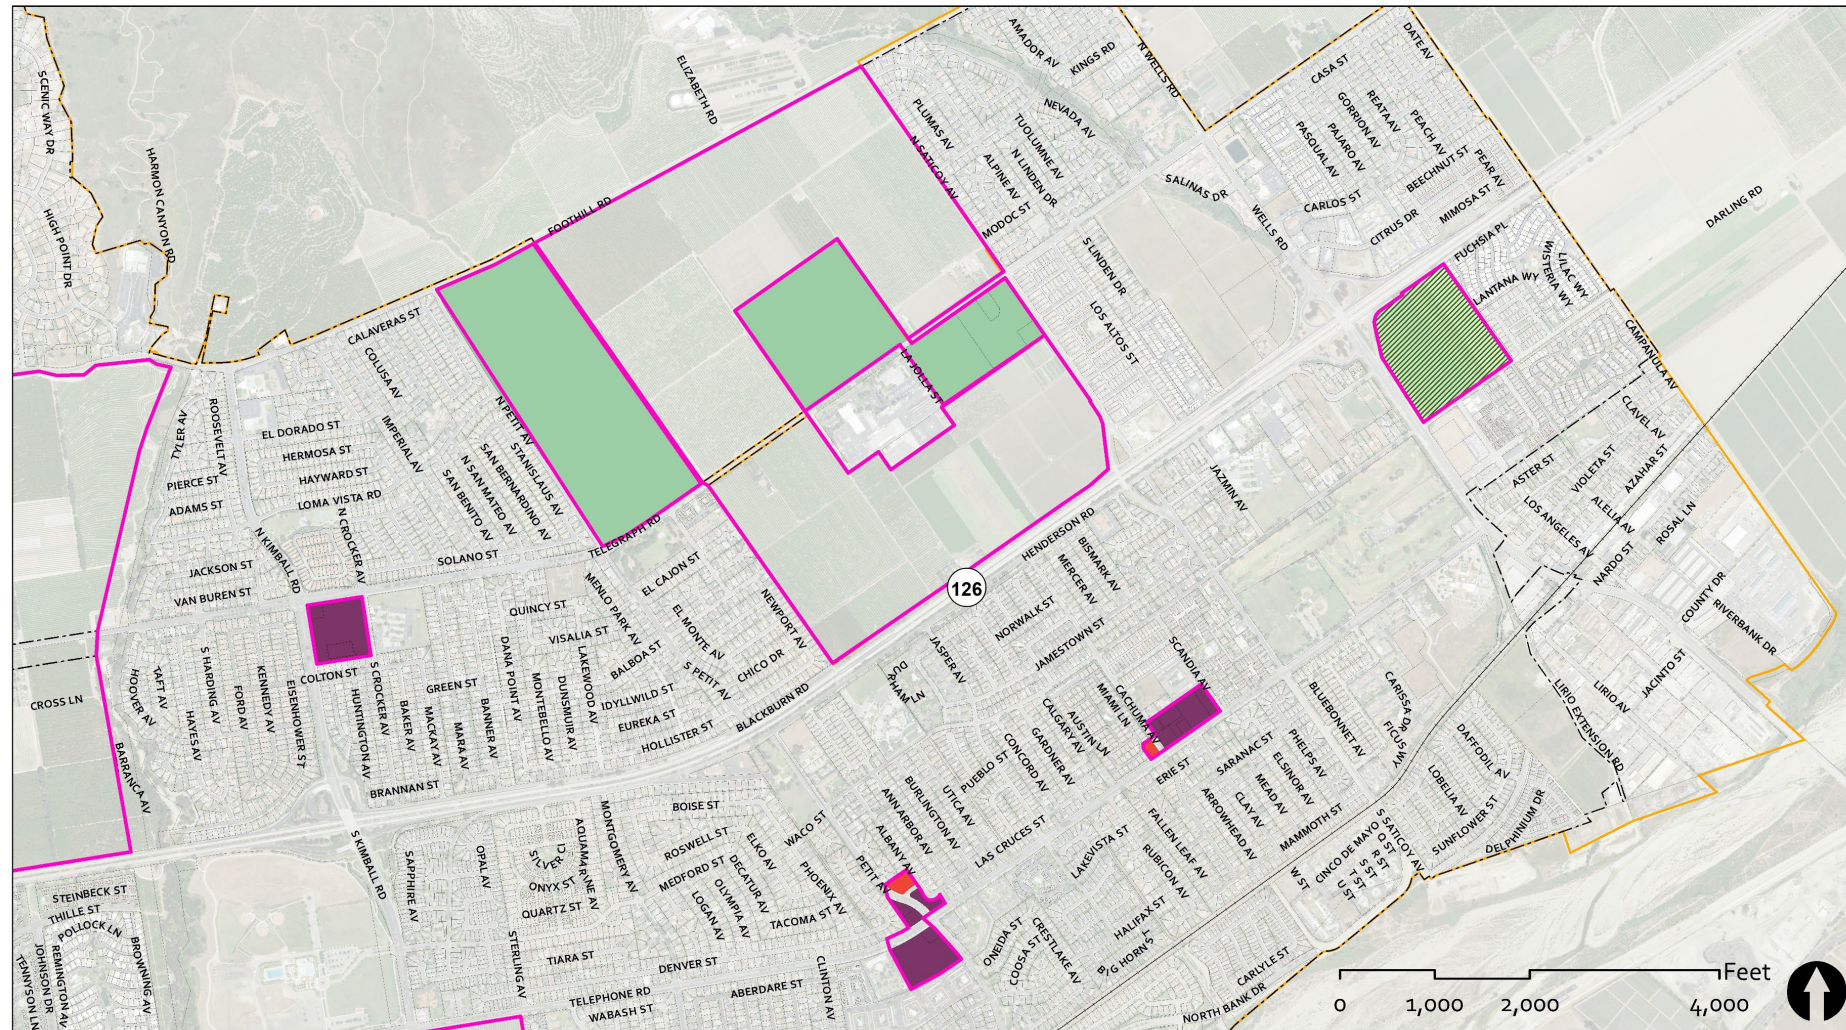 AMADOR AV
KINGS RD
N WELLS RD
DATE AV
CASA ST
SCENIC WAY DR
ELIZABETH RD
NEVADA AV
PLUMAS AV
TUOLUMNE AV
REATA AV
GORRION AV
PEACH AV
PAJARO AV
PASQUAL AV
N SATICOY AV
ALPINE AV
N LINDEN DR
BEECHNUT ST
PEAR AV
HARMON CANYON RD
SALINAS DR
CARLOS ST
MIMOSA ST
DARLING RD
HIGH POINT DR
FOOTHILL RD
MODOC ST
WELLS RD
CITRUS DR
FUCHSIA PL
S LINDEN DR
WISTERIA WY
LILAC WY
LANTANA WY
CALAVERAS ST
LOS ALTOS ST
CAMPANULA AV
COLUSA AV
LA JOLLA ST
TYLER AV
ROOSEVELT AV
EL DORADO ST
IMPERIAL AV
N PETIT AV
CLAVEL AV
HERMOSA ST
STANISLAUS AV
SAN BERNARDINO AV
N SAN MATEO AV
SAN BENITO AV
HAYWARD ST
PIERCE ST
ASTER ST
VIOLETA ST
AZAHAR ST
JAZMIN AV
LOMA VISTA RD
ADAMS ST
N CROCKER AV
LOS ANGELES AV
ALELIA AV
ROSAL LN
HENDERSON RD
TELEGRAPH RD
N KIMBALL RD
SOLANO ST
BISMARK AV
MERCER AV
NARDO ST
JACKSON ST
EL CAJON ST
126
COUNTY DR
VAN BUREN ST
MENLO PARK AV
NEWPORT AV
QUINCY ST
NORWALK ST
RIVERBANK DR
VISALIA ST
EL MONTE AV
JAMESTOWN ST
BALBOA ST
JASPER AV
SCANDIA AV
S HARDING AV
TAFT AV
HOOVER AV
COLTON ST
S CROCKER AV
DANA POINT AV
LAKEWOOD AV
CHICO DR
S PETIT AV
DURHAM LN
JACINTO ST
CROSS LN
FORD AV
KENNEDY AV
EISENHOWER ST
HUNTINGTON AV
GREEN ST
BAKER AV
MACKAY AV
MARA AV
BANNER AV
MONTEBELLO AV
DUNSMUIR AV
IDYLLWILD ST
BLACKBURN RD
CACHUMA AV
MIAMI LN
BLUEBONNET AV
CARISSA DR
FICUS WY
LIRIO AV
LIRIO EXTENSION RD
HAYES AV
EUREKA ST
HOLLISTER ST
AUSTIN LN
CALGARY AV
GARDNER AV
CONCORD AV
SARANAC ST
PHELPS AV
DAFFODIL AV
BARRANCA AV
ERIE ST
ELSINOR AV
MEAD AV
CLAY AV
ARROWHEAD AV
BRANNAN ST
PUEBLO ST
UTICA AV
BURLINGTON AV
ANN ARBOR AV
ALBANY AV
LOBELIA AV
SUNFLOWER ST
DELPHINIUM DR
BOISE ST
WACO ST
MAMMOTH ST
S SATICOY AV
CINCO DE MAYO
MONTGOMERY AV
AQUAMARINE AV
ROSWELL ST
LAS CRUCES ST
FALLEN LEAF AV
LAKEVISTA ST
Q ST
R ST
S ST
T ST
U ST
W ST
S KIMBALL RD
SAPPHIRE AV
OPAL AV
SILVER CI
ELKO AV
MEDFORD ST
DECATUR AV
OLYMPIA AV
LOGAN AV
PHOENIX AV
PETIT AV
RUBICON AV
STEINBECK ST
ONYX ST
THILLE ST
QUARTZ ST
TACOMA ST
POLLOCK LN
HALIFAX ST
ONEIDA ST
CRESTLAKE AV
COOSA ST
BIG HORN ST
BROWNING AV
REMINGTON AV
JOHNSON DR
TENNYSON LN
STERLING AV
TIARA ST
DENVER ST
CLINTON AV
CARLYLE ST
ABERDARE ST
TELEPHONE RD
WABASH ST
NORTH BANK DR
Feet
0 1,000 2,000 4,000